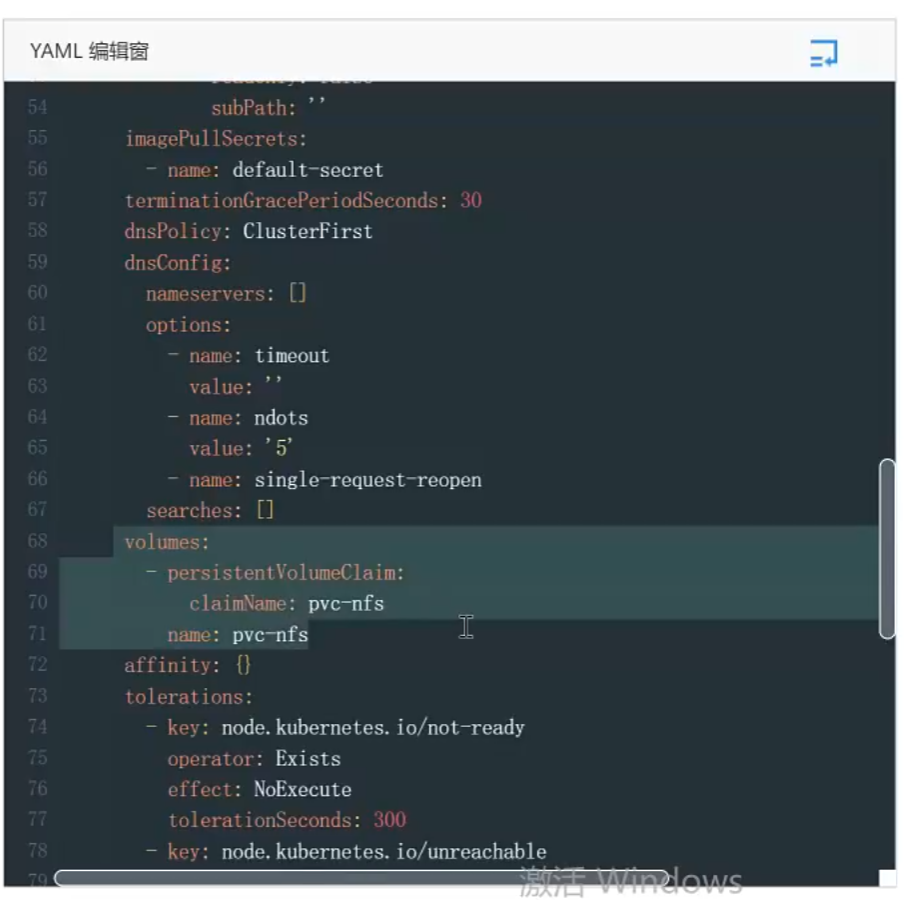 YAML 编辑窗
54 subPath: ''
55 imagePullSecrets:
56 - name: default-secret
57 terminationGracePeriodSeconds: 30
58 dnsPolicy: ClusterFirst
59 dnsConfig:
60 nameservers: []
61 options:
62 - name: timeout
63 value: ''
64 - name: ndots
65 value: '5'
66 - name: single-request-reopen
67 searches: []
68 volumes:
69 - persistentVolumeClaim:
70 claimName: pvc-nfs
71 name: pvc-nfs
72 affinity: {}
73 tolerations:
74 - key: node.kubernetes.io/not-ready
75 operator: Exists
76 effect: NoExecute
77 tolerationSeconds: 300
78 - key: node.kubernetes.io/unreachable
79
激活 Windows